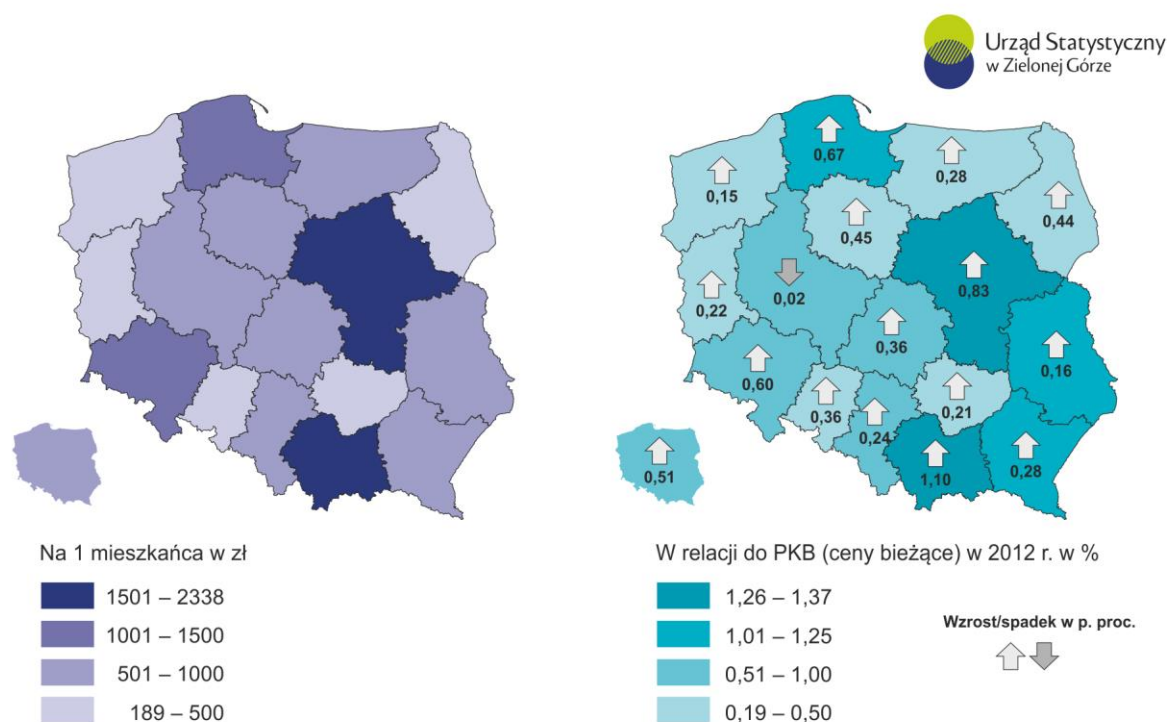 Urząd Statystyczny
w Zielonej Górze
0,67
0,28
0,15
0,44
0,45
0,83
0,02
0,22
0,36
0,16
0,60
0,21
0,36
0,24
0,28
0,51
1,10
Na 1 mieszkańca w zł
1501 – 2338
1001 – 1500
501 – 1000
189 – 500
W relacji do PKB (ceny bieżące) w 2012 r. w %
1,26 – 1,37
1,01 – 1,25
0,51 – 1,00
0,19 – 0,50
Wzrost/spadek w p. proc.